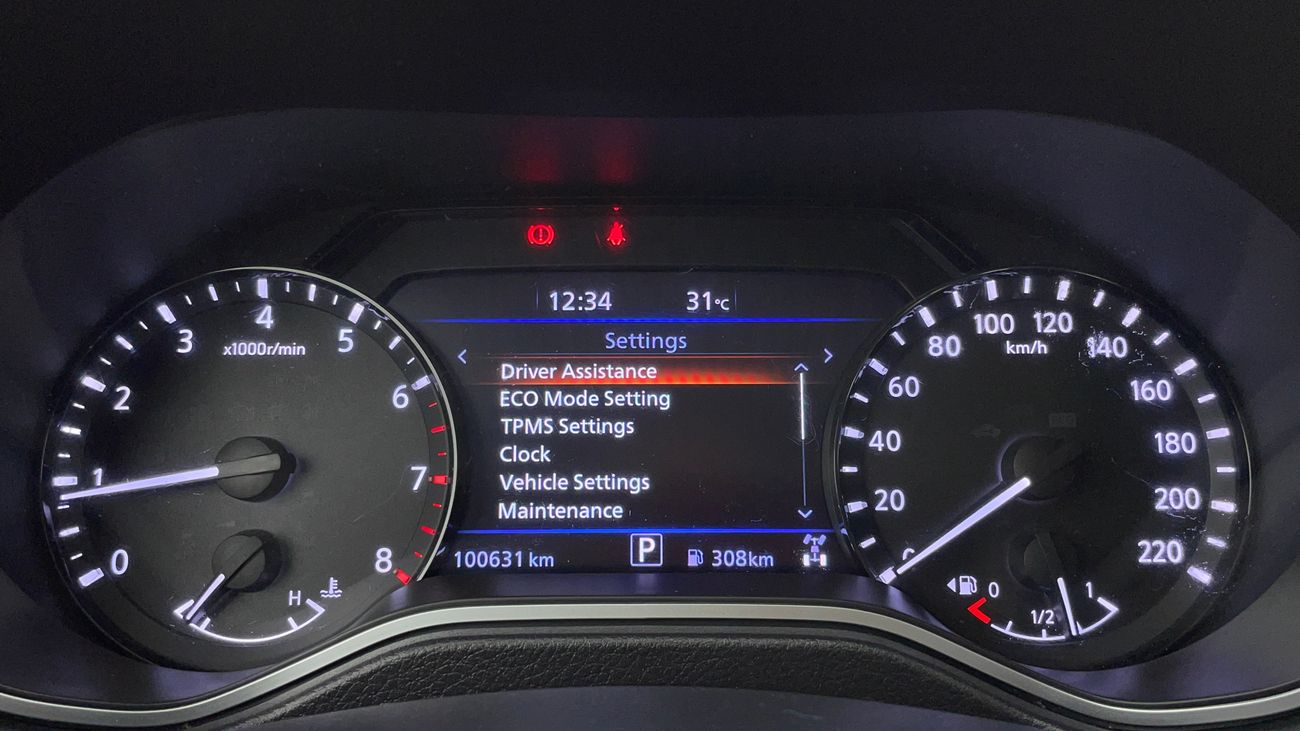 12:34 31°C
Settings
Driver Assistance
ECO Mode Setting
TPMS Settings
Clock
Vehicle Settings
Maintenance
100631 km P 308km
0
1
2
3
4
5
6
7
8
x1000r/min
H
0
20
40
60
80
100
120
140
160
180
200
220
km/h
0
1/2
1